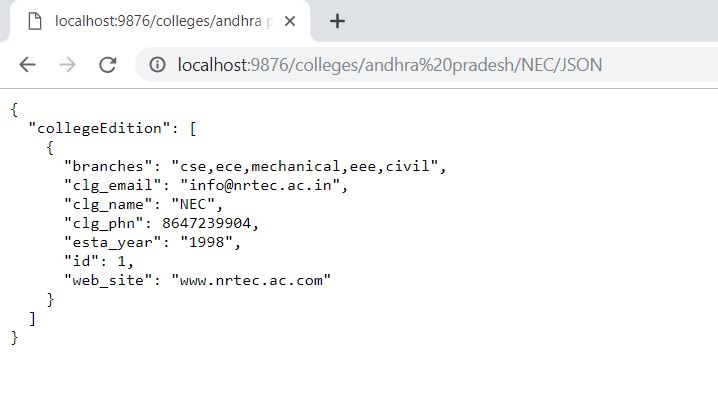 localhost:9876/colleges/andhra p
localhost:9876/colleges/andhra%20pradesh/NEC/JSON
{
  "collegeEdition": [
    {
      "branches": "cse,ece,mechanical,eee,civil",
      "clg_email": "info@nrtec.ac.in",
      "clg_name": "NEC",
      "clg_phn": 8647239904,
      "esta_year": "1998",
      "id": 1,
      "web_site": "www.nrtec.ac.com"
    }
  ]
}